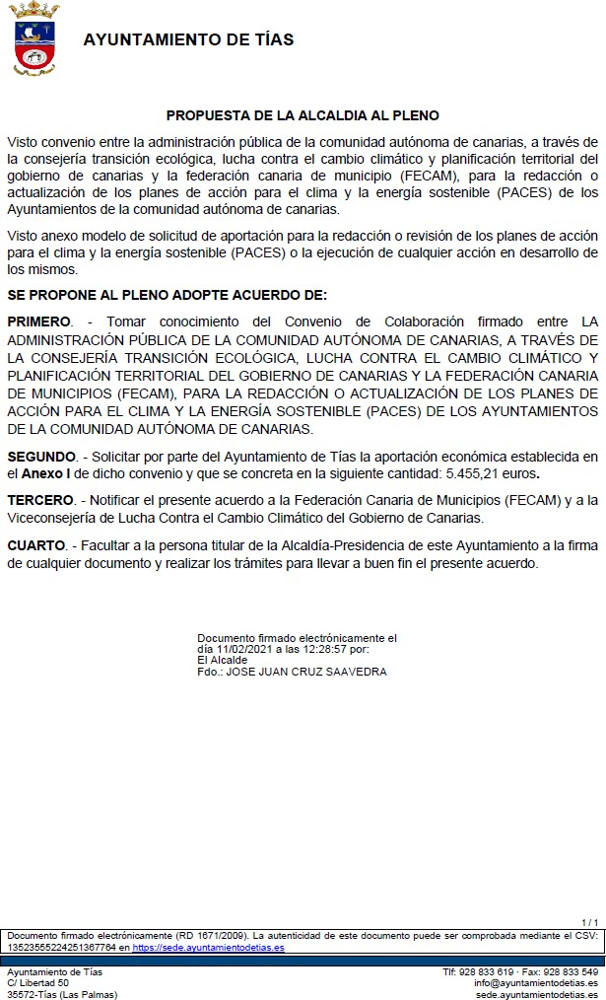 AYUNTAMIENTO DE TÍAS
PROPUESTA DE LA ALCALDIA AL PLENO
Visto convenio entre la administración pública de la comunidad autónoma de canarias, a través de
la consejería transición ecológica, lucha contra el cambio climático y planificación territorial del
gobierno de canarias y la federación canaria de municipio (FECAM), para la redacción o
actualización de los planes de acción para el clima y la energía sostenible (PACES) de los
Ayuntamientos de la comunidad autónoma de canarias.
Visto anexo modelo de solicitud de aportación para la redacción o revisión de los planes de acción
para el clima y la energía sostenible (PACES) o la ejecución de cualquier acción en desarrollo de
los mismos.
SE PROPONE AL PLENO ADOPTE ACUERDO DE:
PRIMERO. - Tomar conocimiento del Convenio de Colaboración firmado entre LA
ADMINISTRACIÓN PÚBLICA DE LA COMUNIDAD AUTÓNOMA DE CANARIAS, A TRAVÉS DE
LA CONSEJERÍA TRANSICIÓN ECOLÓGICA, LUCHA CONTRA EL CAMBIO CLIMÁTICO Y
PLANIFICACIÓN TERRITORIAL DEL GOBIERNO DE CANARIAS Y LA FEDERACIÓN CANARIA
DE MUNICIPIOS (FECAM), PARA LA REDACCIÓN O ACTUALIZACIÓN DE LOS PLANES DE
ACCIÓN PARA EL CLIMA Y LA ENERGÍA SOSTENIBLE (PACES) DE LOS AYUNTAMIENTOS
DE LA COMUNIDAD AUTÓNOMA DE CANARIAS.
SEGUNDO. - Solicitar por parte del Ayuntamiento de Tías la aportación económica establecida en
el Anexo I de dicho convenio y que se concreta en la siguiente cantidad: 5.455,21 euros.
TERCERO. - Notificar el presente acuerdo a la Federación Canaria de Municipios (FECAM) y a la
Viceconsejería de Lucha Contra el Cambio Climático del Gobierno de Canarias.
CUARTO. - Facultar a la persona titular de la Alcaldía-Presidencia de este Ayuntamiento a la firma
de cualquier documento y realizar los trámites para llevar a buen fin el presente acuerdo.
Documento firmado electrónicamente el
día 11/02/2021 a las 12:28:57 por:
El Alcalde
Fdo.: JOSE JUAN CRUZ SAAVEDRA
1 / 1
Documento firmado electrónicamente (RD 1671/2009). La autenticidad de este documento puede ser comprobada mediante el CSV:
13523555224251367764 en https://sede.ayuntamientodetias.es
Ayuntamiento de Tías
C/ Libertad 50
35572-Tías (Las Palmas)
Tlf: 928 833 619 · Fax: 928 833 549
info@ayuntamientodetias.es
sede.ayuntamientodetias.es